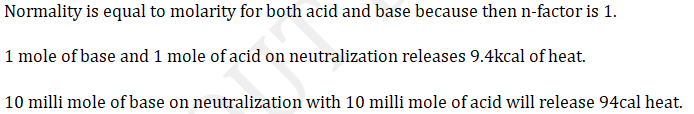 Normality is equal to molarity for both acid and base because then n-factor is 1.
1 mole of base and 1 mole of acid on neutralization releases 9.4kcal of heat.
10 milli mole of base on neutralization with 10 milli mole of acid will release 94cal heat.